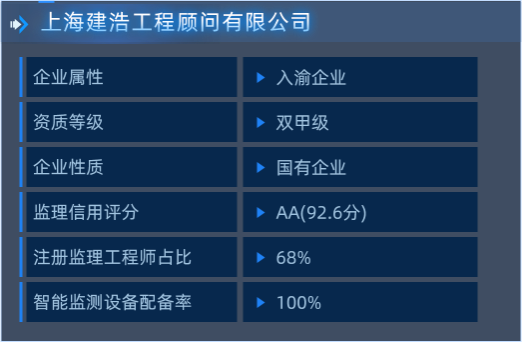 上海建浩工程顾问有限公司
企业属性 入渝企业
资质等级 双甲级
企业性质 国有企业
监理信用评分 AA(92.6分)
注册监理工程师占比 68%
智能监测设备配备率 100%